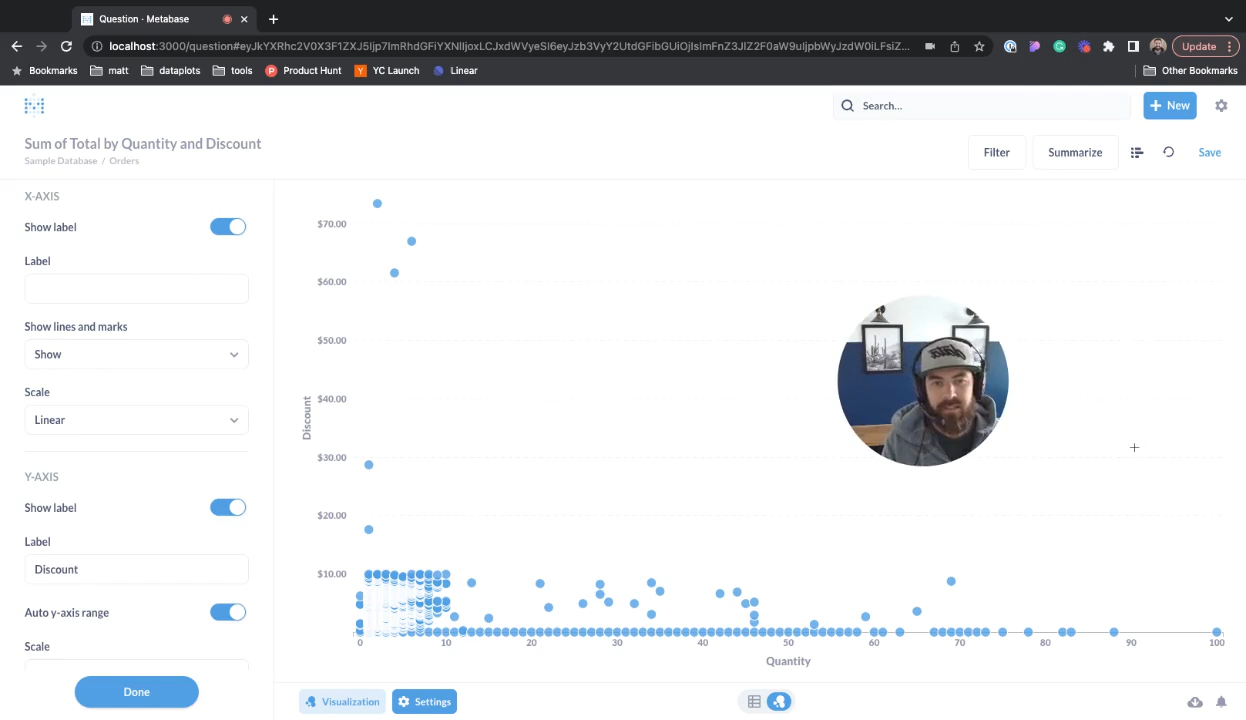 Question · Metabase
localhost:3000/question#eyJkYXRhc2V0X3F1ZXJ5Ijp7ImRhdGFiYXNlIjoxLCJxdWVyeSI6eyJzb3VyY2UtdGFibGUiOjIsImFnZ3JlZ2F0aW9uIjpbWyJzdW0iLFsiZ...
Update
Bookmarks
matt
dataplots
tools
Product Hunt
YC Launch
Linear
Other Bookmarks
Search...
New
Sum of Total by Quantity and Discount
Sample Database / Orders
Filter
Summarize
Save
X-AXIS
Show label
Label
Show lines and marks
Show
Scale
Linear
Y-AXIS
Show label
Label
Discount
Auto y-axis range
Scale
Done
$70.00
$60.00
$50.00
$40.00
$30.00
$20.00
$10.00
Discount
0 10 20 30 40 50 60 70 80 90 100
Quantity
Visualization
Settings